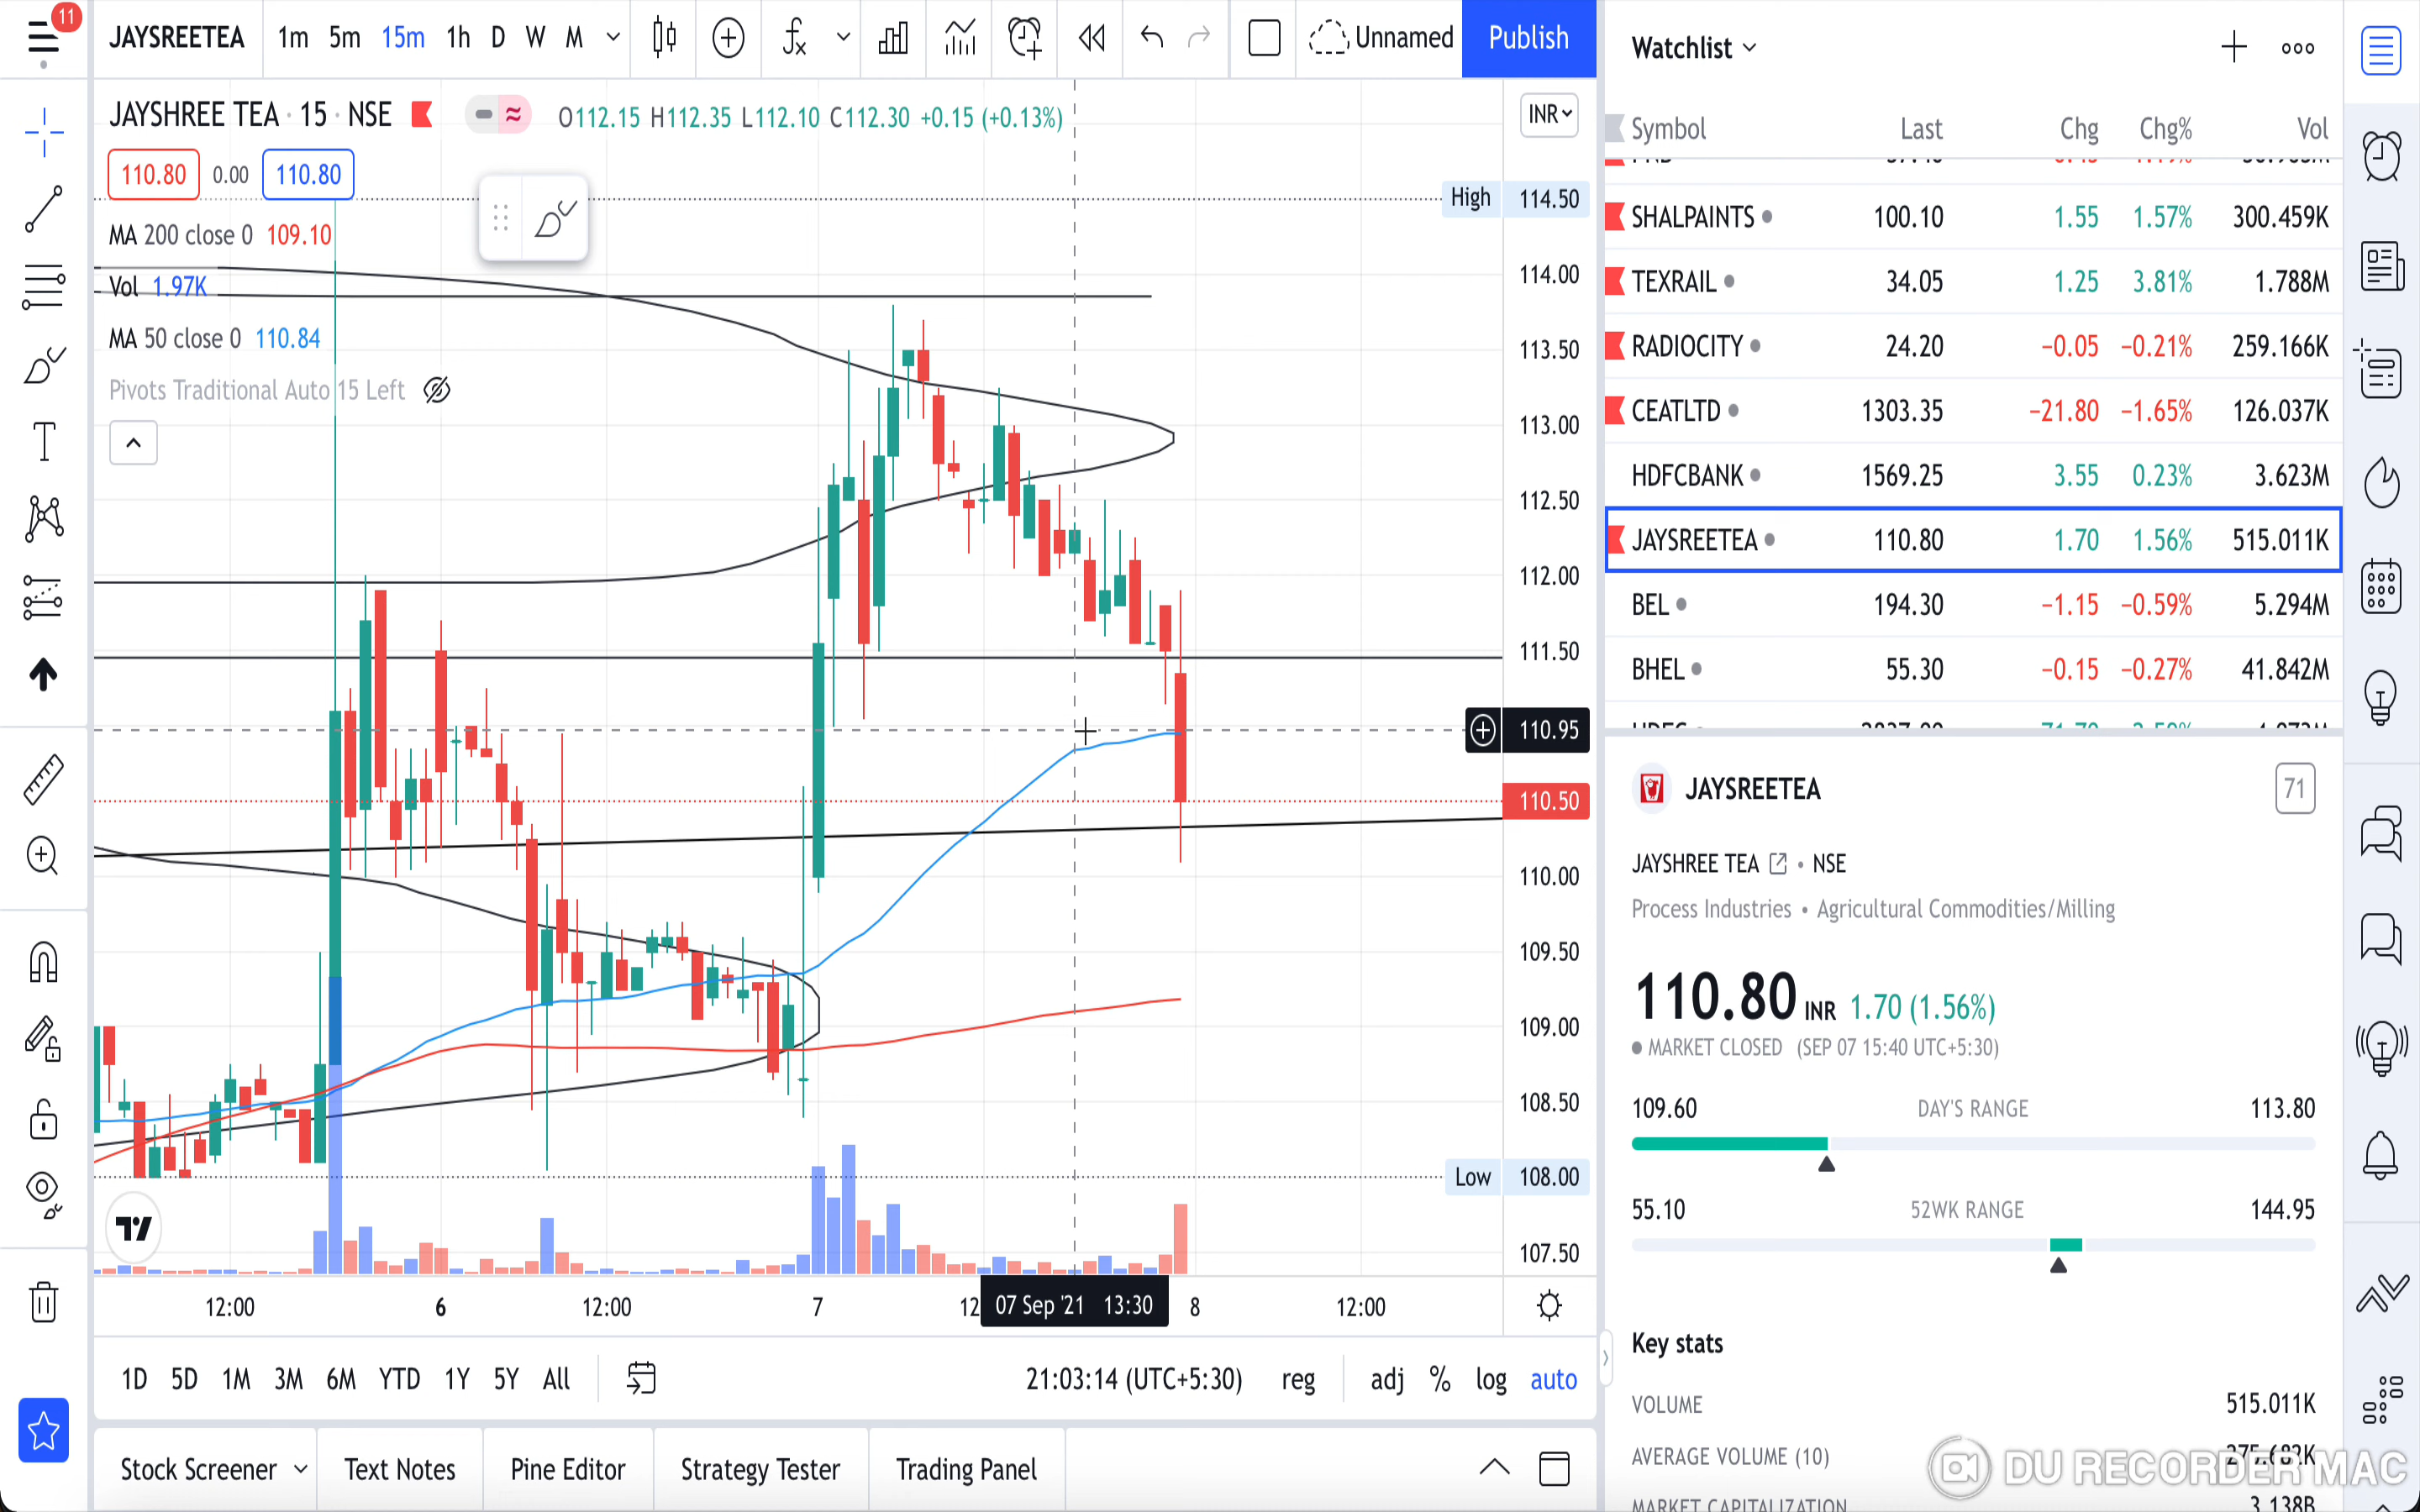 11
JAYSREETEA 1m 5m 15m 1h D W M Unnamed Publish
JAYSHREE TEA · 15 · NSE O112.15 H112.35 L112.10 C112.30 +0.15 (+0.13%) INR
110.80 0.00 110.80
High 114.50
MA 200 close 0 109.10
Vol 1.97K
MA 50 close 0 110.84
Pivots Traditional Auto 15 Left
114.00
113.50
113.00
112.50
112.00
111.50
110.95
110.50
110.00
109.50
109.00
108.50
Low 108.00
107.50
12:00 6 12:00 7 12 07 Sep '21 13:30 8 12:00
1D 5D 1M 3M 6M YTD 1Y 5Y All 21:03:14 (UTC+5:30) reg adj % log auto
Stock Screener Text Notes Pine Editor Strategy Tester Trading Panel
Watchlist
Symbol Last Chg Chg% Vol
SHALPAINTS 100.10 1.55 1.57% 300.459K
TEXRAIL 34.05 1.25 3.81% 1.788M
RADIOCITY 24.20 −0.05 −0.21% 259.166K
CEATLTD 1303.35 −21.80 −1.65% 126.037K
HDFCBANK 1569.25 3.55 0.23% 3.623M
JAYSREETEA 110.80 1.70 1.56% 515.011K
BEL 194.30 −1.15 −0.59% 5.294M
BHEL 55.30 −0.15 −0.27% 41.842M
JAYSREETEA 71
JAYSHREE TEA • NSE
Process Industries • Agricultural Commodities/Milling
110.80 INR 1.70 (1.56%)
MARKET CLOSED (SEP 07 15:40 UTC+5:30)
109.60 DAY'S RANGE 113.80
55.10 52WK RANGE 144.95
Key stats
VOLUME 515.011K
AVERAGE VOLUME (10) 275.682K
MARKET CAPITALIZATION 3.138B
DU RECORDER MAC